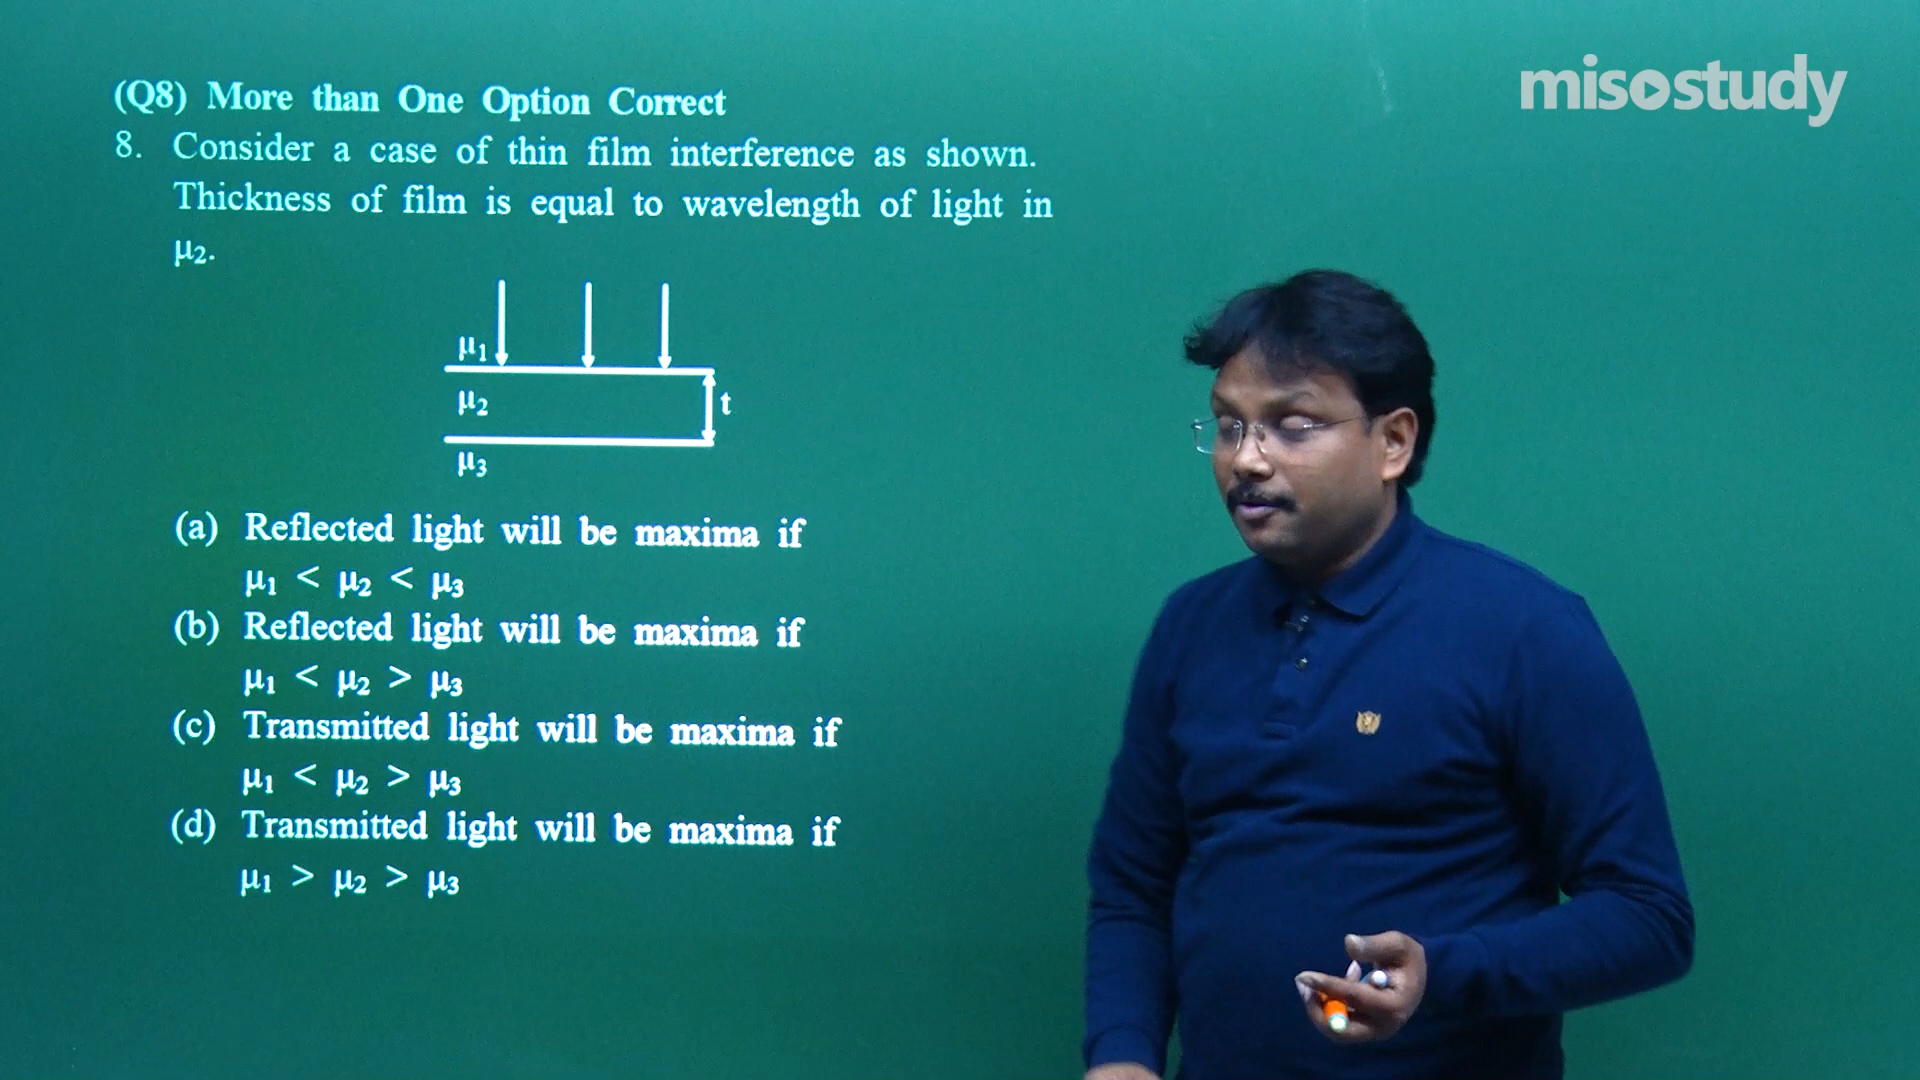 misostudy
(Q8) More than One Option Correct
8. Consider a case of thin film interference as shown.
Thickness of film is equal to wavelength of light in
μ₂.
μ₁
μ₂
t
μ₃
(a) Reflected light will be maxima if
μ₁ < μ₂ < μ₃
(b) Reflected light will be maxima if
μ₁ < μ₂ > μ₃
(c) Transmitted light will be maxima if
μ₁ < μ₂ > μ₃
(d) Transmitted light will be maxima if
μ₁ > μ₂ > μ₃